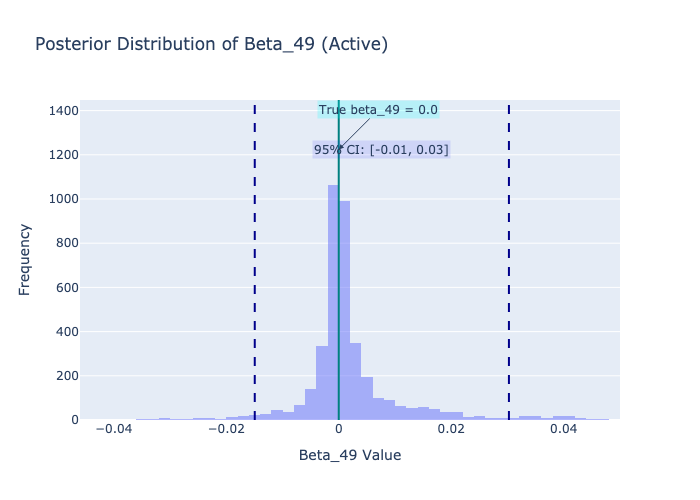 Posterior Distribution of Beta_49 (Active)
True beta_49 = 0.0
95% CI: [-0.01, 0.03]
1400
1200
1000
800
600
400
200
0
Frequency
−0.04
−0.02
0
0.02
0.04
Beta_49 Value